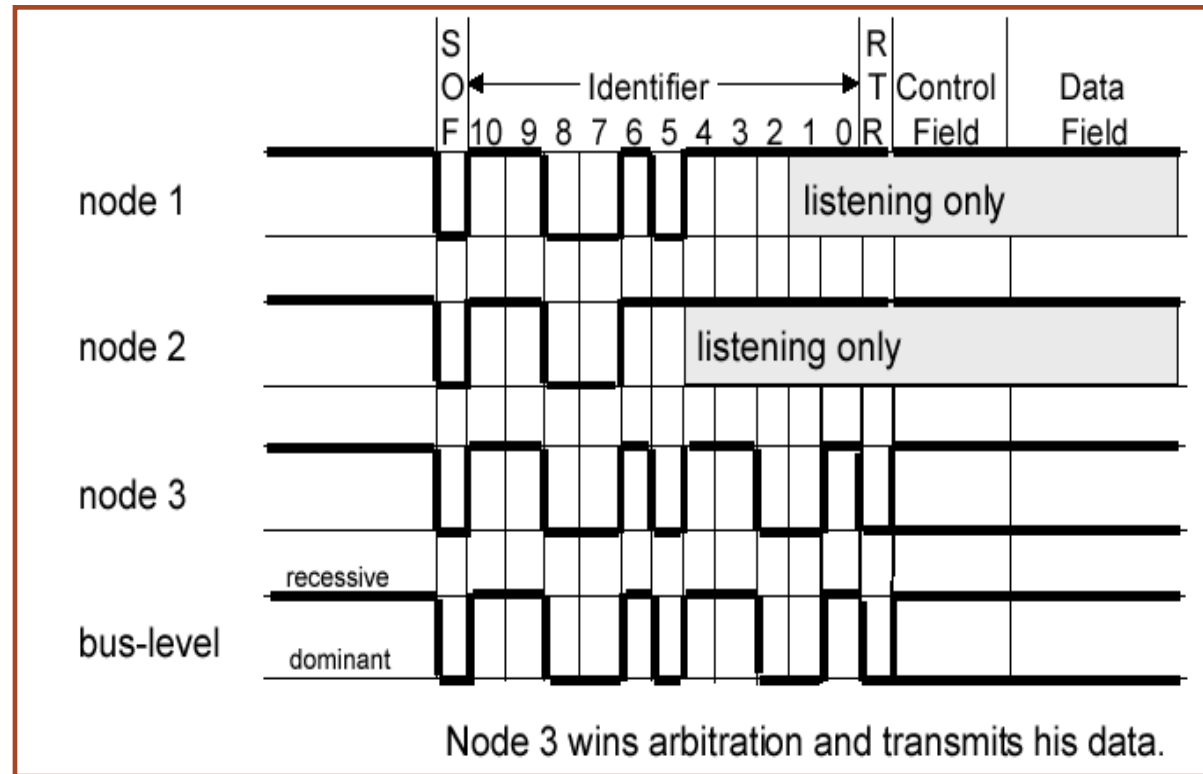 SOF
RTR
Identifier
Control Field
Data Field
10 9 8 7 6 5 4 3 2 1 0
node 1
listening only
node 2
listening only
node 3
recessive
bus-level
dominant
Node 3 wins arbitration and transmits his data.